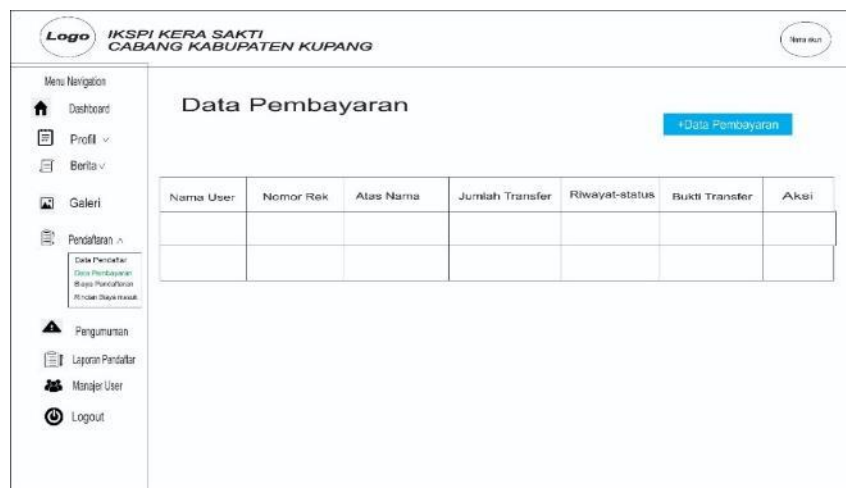 Logo
IKSPI KERA SAKTI
CABANG KABUPATEN KUPANG
Nama akun
Menu Navigation
Dashboard
Profil
Berita
Galeri
Pendaftaran
Data Pendaftar
Data Pembayaran
Biaya Pendaftaran
Rincian Biaya masuk
Pengumuman
Laporan Pendaftar
Manajer User
Logout
Data Pembayaran
+Data Pembayaran
Nama User
Nomor Rek
Atas Nama
Jumlah Transfer
Riwayat-status
Bukti Transfer
Aksi